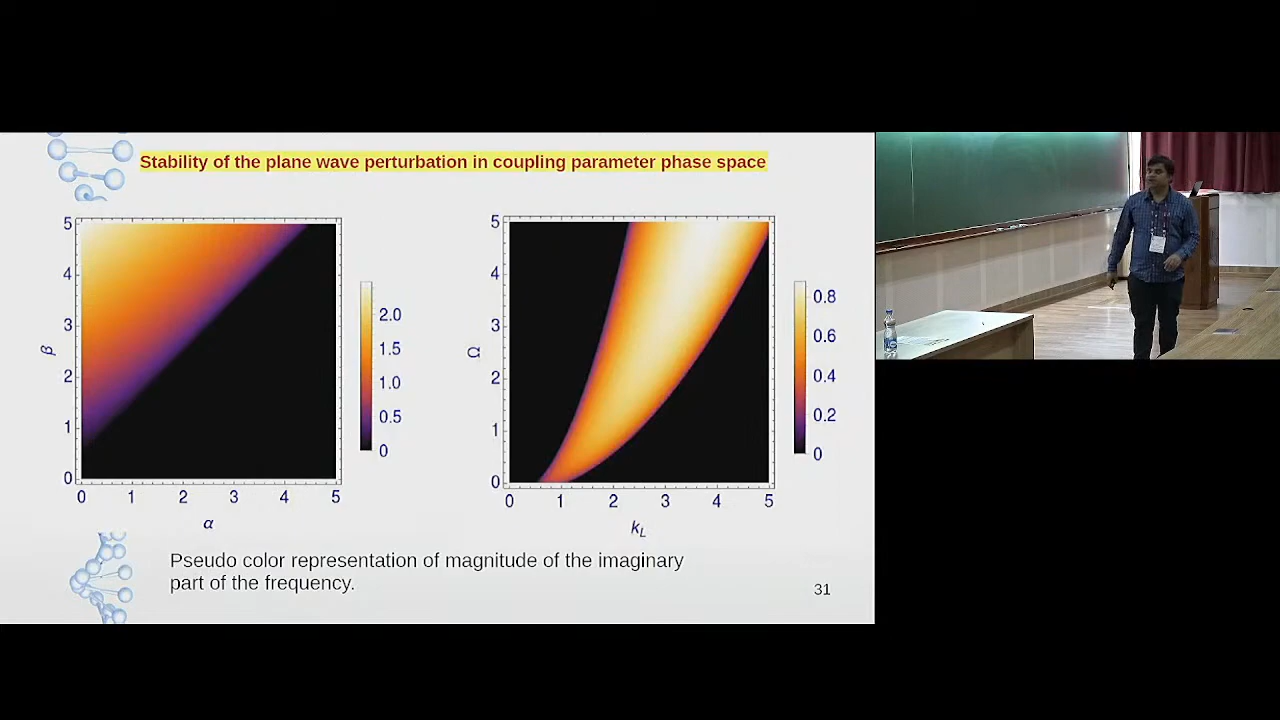 Stability of the plane wave perturbation in coupling parameter phase space
5
4
3
2
1
0
β
0 1 2 3 4 5
α
2.0
1.5
1.0
0.5
0
5
4
3
2
1
0
Ω
0 1 2 3 4 5
k_L
0.8
0.6
0.4
0.2
0
Pseudo color representation of magnitude of the imaginary
part of the frequency.
31